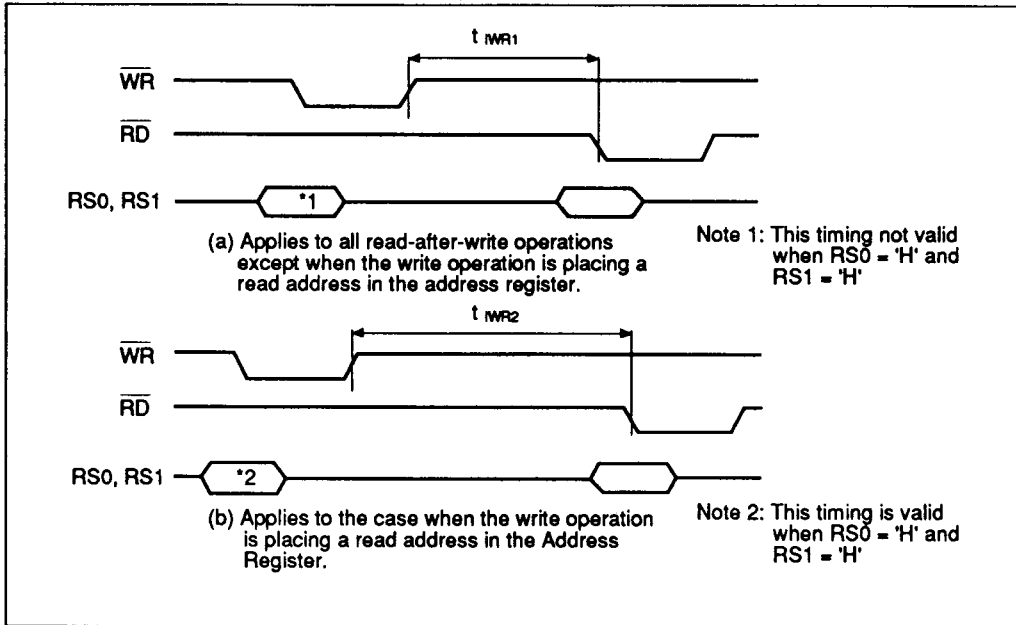 t IWR1
WR
RD
RS0, RS1
*1
(a) Applies to all read-after-write operations
except when the write operation is placing a
read address in the address register.
Note 1: This timing not valid
when RS0 = 'H' and
RS1 = 'H'
t IWR2
WR
RD
RS0, RS1
*2
(b) Applies to the case when the write operation
is placing a read address in the Address
Register.
Note 2: This timing is valid
when RS0 = 'H' and
RS1 = 'H'